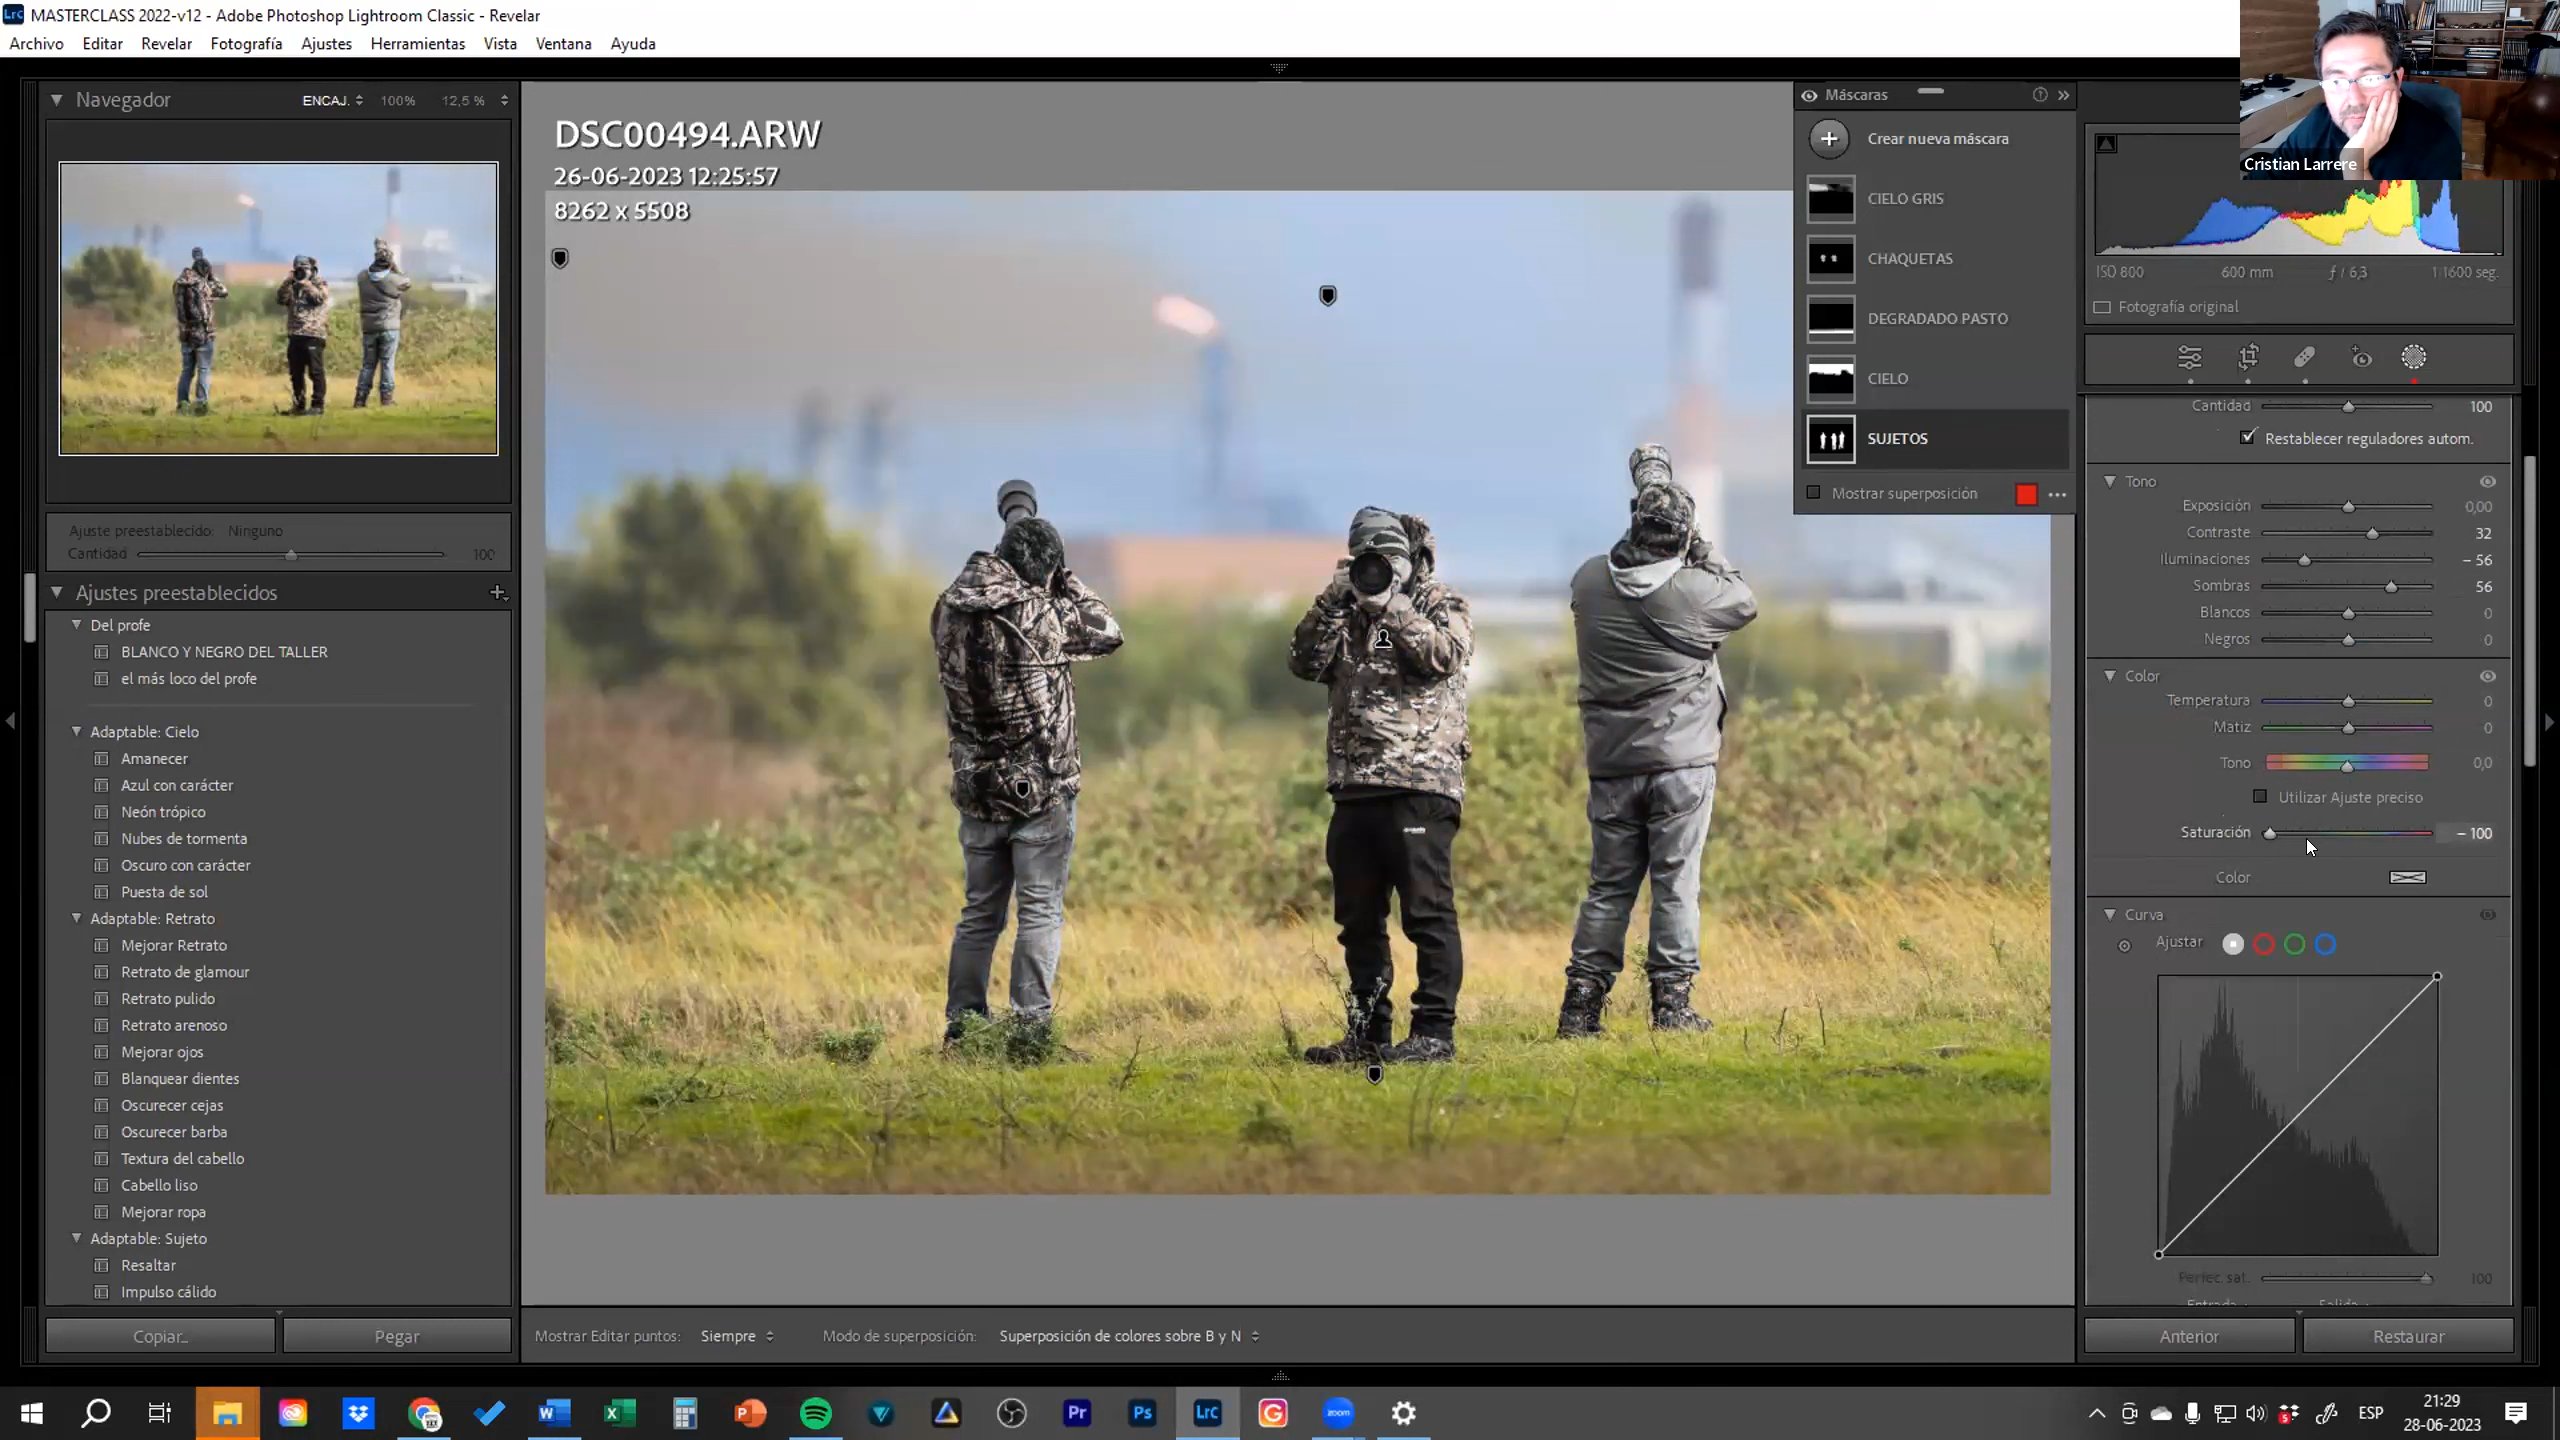 MASTERCLASS 2022-v12 - Adobe Photoshop Lightroom Classic - Revelar
Archivo Editar Revelar Fotografía Ajustes Herramientas Vista Ventana Ayuda
Navegador ENCAJ. 100% 12,5 %
Ajuste preestablecido: Ninguno
Cantidad 100
Ajustes preestablecidos
Del profe
BLANCO Y NEGRO DEL TALLER
el más loco del profe
Adaptable: Cielo
Amanecer
Azul con carácter
Neón trópico
Nubes de tormenta
Oscuro con carácter
Puesta de sol
Adaptable: Retrato
Mejorar Retrato
Retrato de glamour
Retrato pulido
Retrato arenoso
Mejorar ojos
Blanquear dientes
Oscurecer cejas
Oscurecer barba
Textura del cabello
Cabello liso
Mejorar ropa
Adaptable: Sujeto
Resaltar
Impulso cálido
Copiar... Pegar
DSC00494.ARW
26-06-2023 12:25:57
8262 x 5508
Máscaras
Crear nueva máscara
CIELO GRIS
CHAQUETAS
DEGRADADO PASTO
CIELO
SUJETOS
Mostrar superposición
Mostrar Editar puntos: Siempre Modo de superposición: Superposición de colores sobre B y N
Cristian Larrere
ISO 800 600 mm ƒ / 6,3 1/1600 seg.
Fotografía original
Cantidad 100
Restablecer reguladores autom.
Tono
Exposición 0,00
Contraste 32
Iluminaciones – 56
Sombras 56
Blancos 0
Negros 0
Color
Temperatura 0
Matiz 0
Tono 0,0
Utilizar Ajuste preciso
Saturación – 100
Color
Curva
Ajustar
Perfec. sat. 100
Entrada : Salida :
Anterior Restaurar
ESP
21:29
28-06-2023